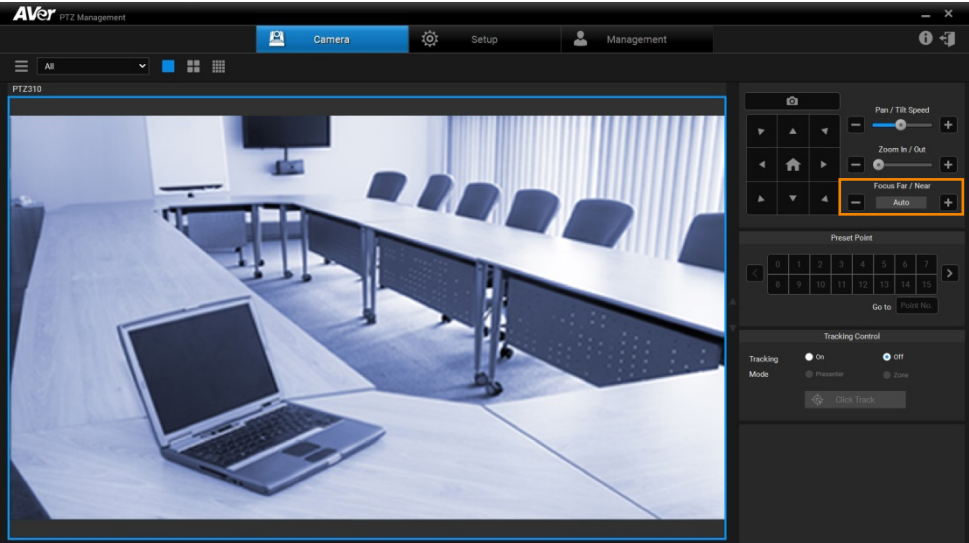 AVer PTZ Management
Camera
Setup
Management
All
PTZ310
Pan / Tilt Speed
Zoom In / Out
Focus Far / Near
Auto
Preset Point
0 1 2 3 4 5 6 7
8 9 10 11 12 13 14 15
Go to Point No.
Tracking Control
Tracking On Off
Mode Presenter Zone
Click Track